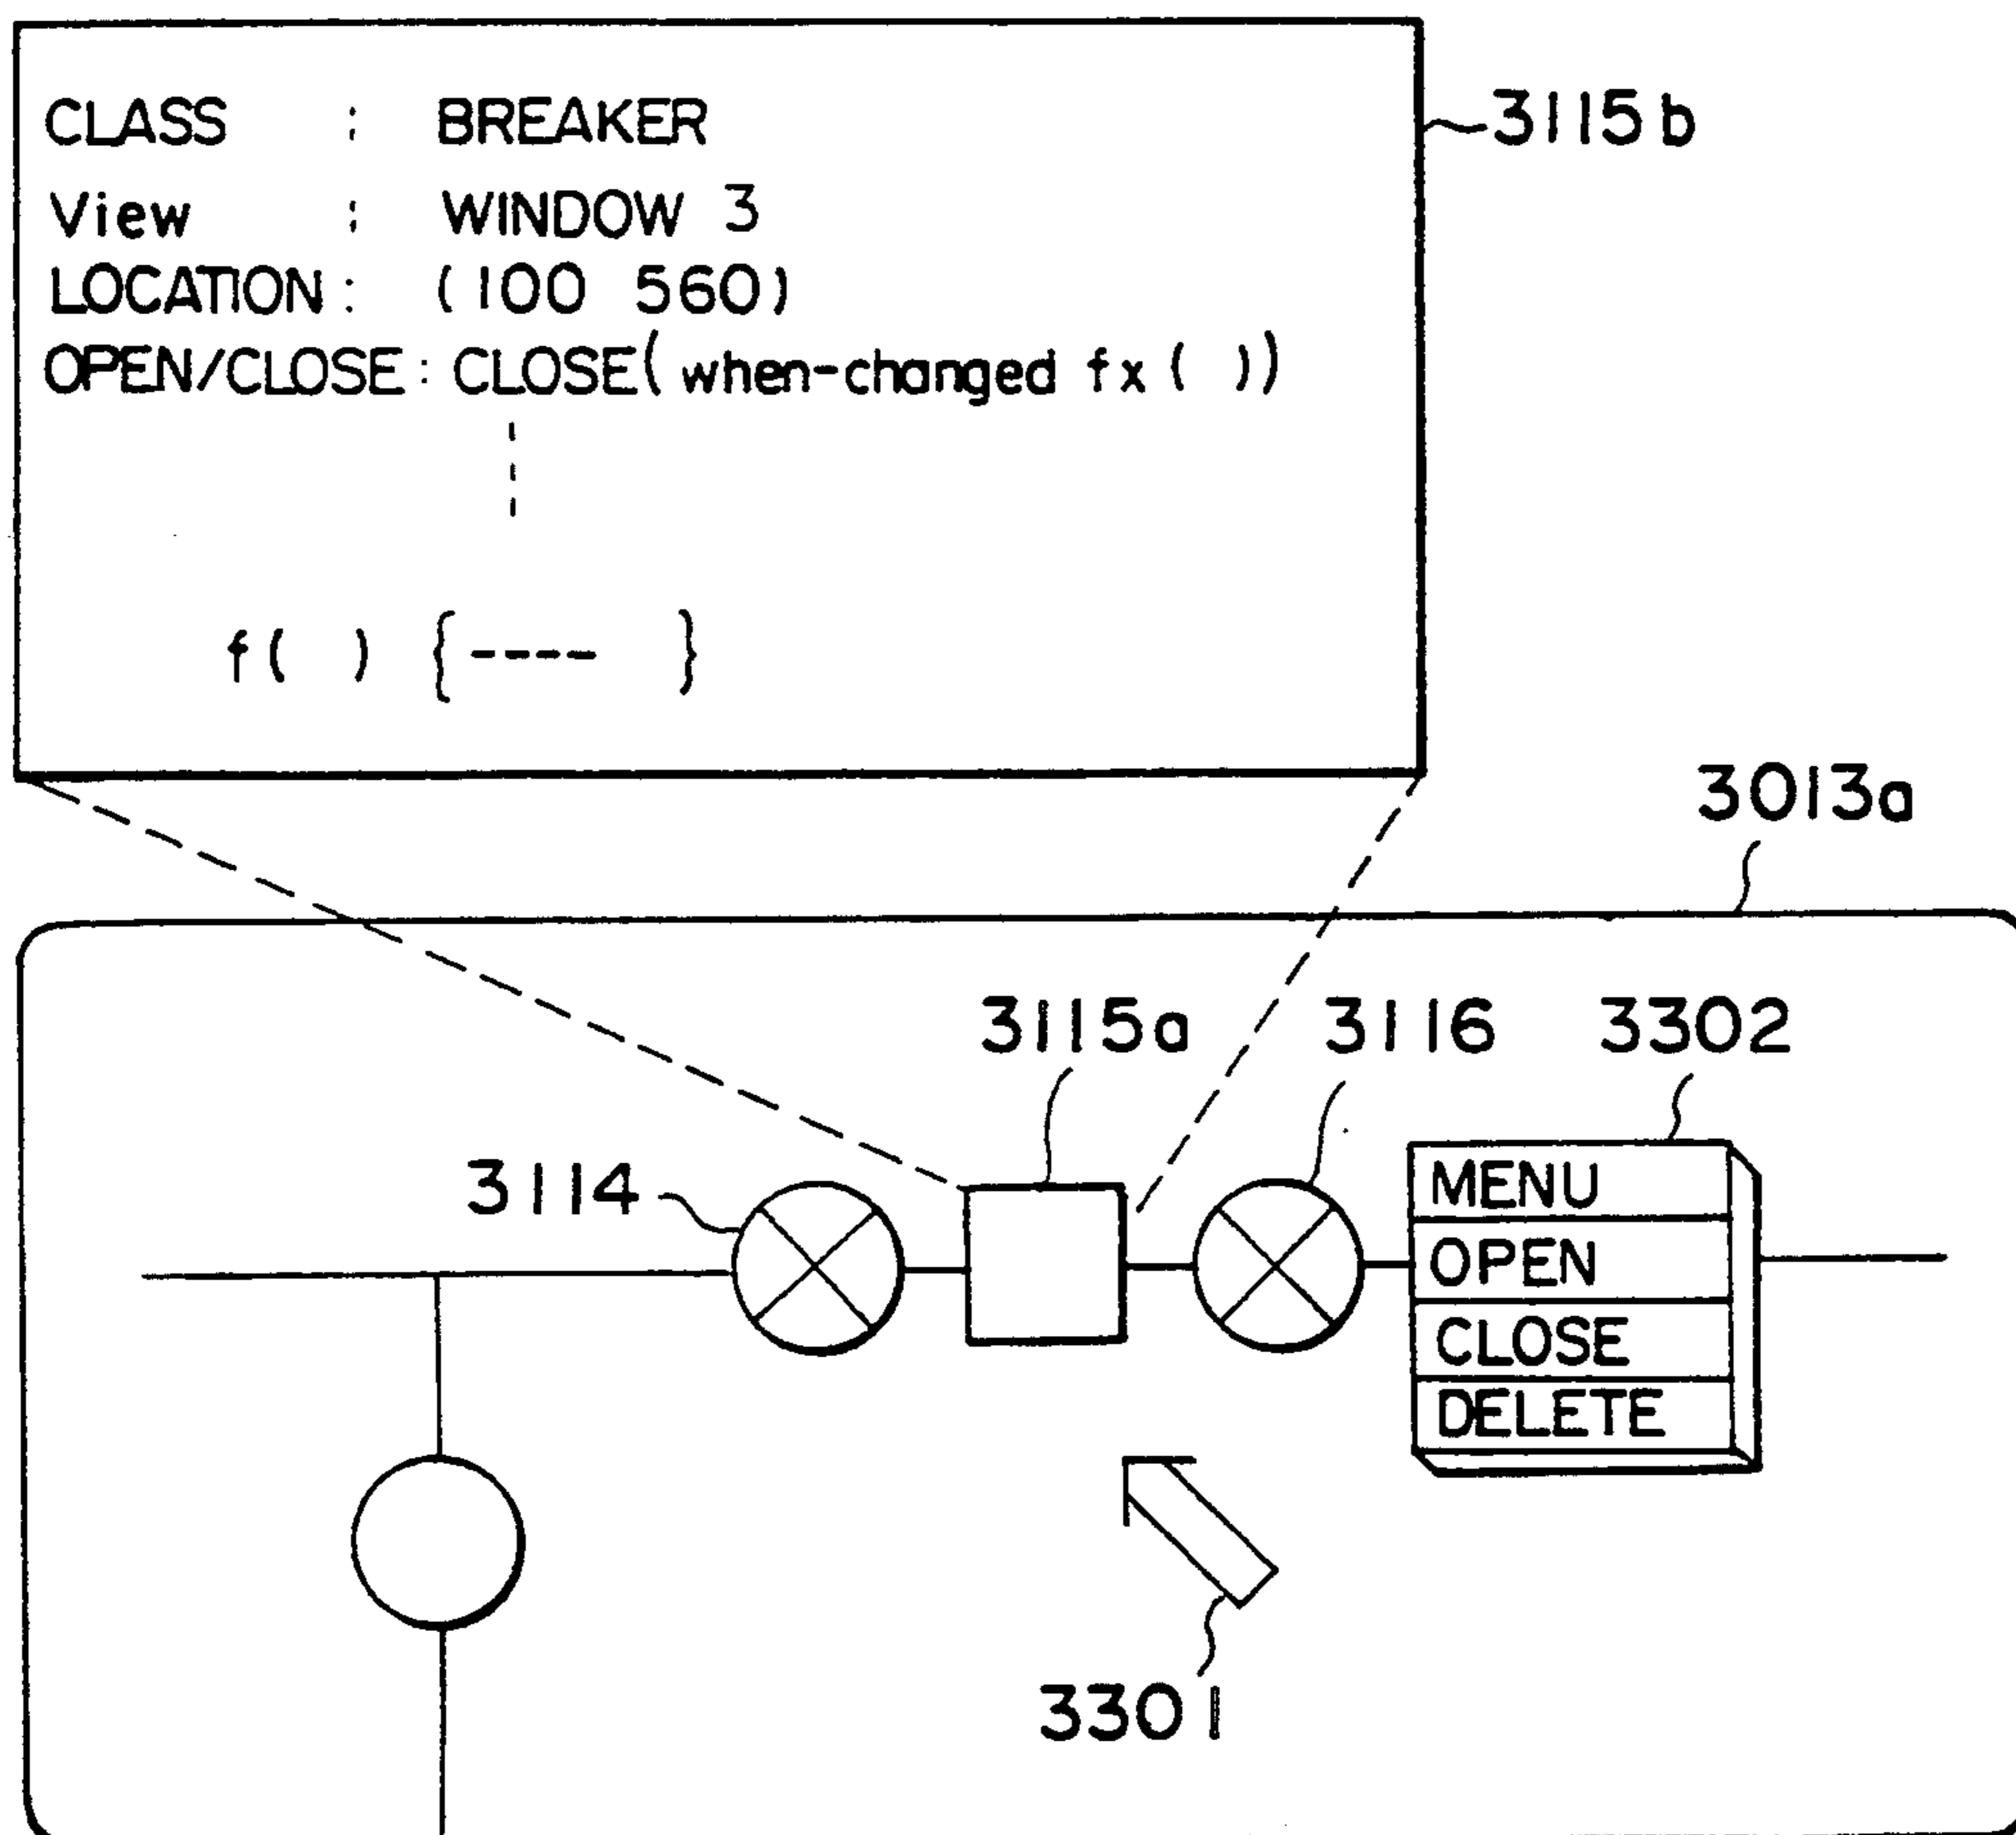 CLASS : BREAKER
View : WINDOW 3
LOCATION : (100 560)
OPEN/CLOSE : CLOSE(when-changed fx ( ))
f( ) {---- }
3115b
3013a
3115a
3116
3302
3114
MENU
OPEN
CLOSE
DELETE
3301